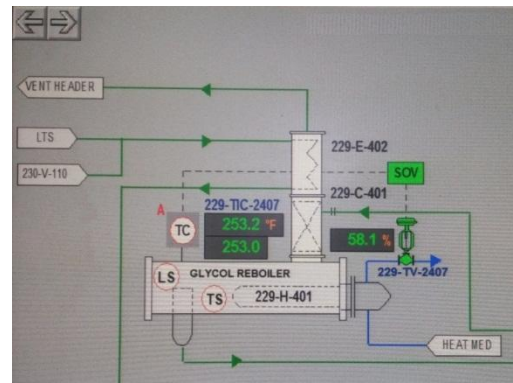 VENT HEADER
LTS
230-V-110
229-E-402
SOV
229-C-401
A
229-TIC-2407
TC
253.2 °F
253.0
58.1 %
229-TV-2407
LS
GLYCOL REBOILER
TS
229-H-401
HEAT MED